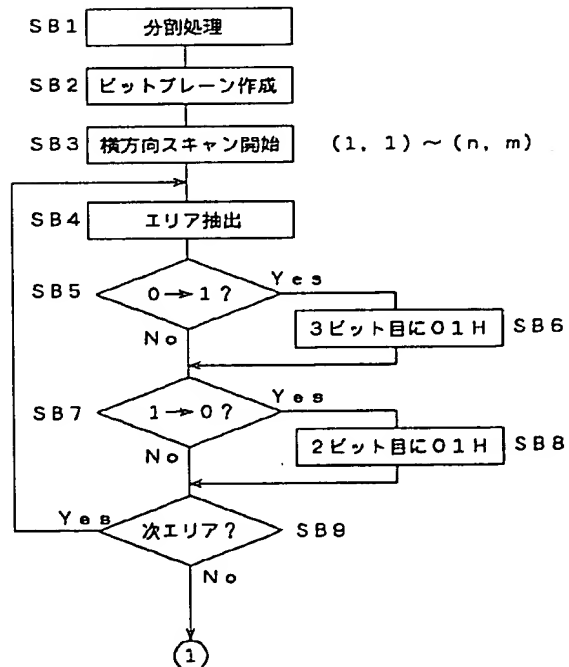 SB1 分割処理
SB2 ビットプレーン作成
SB3 横方向スキャン開始 (1, 1) ~ (n, m)
SB4 エリア抽出
SB5 0→1? Yes
3ビット目に01H SB6
No
SB7 1→0? Yes
2ビット目に01H SB8
No
Yes 次エリア? SB9
No
1